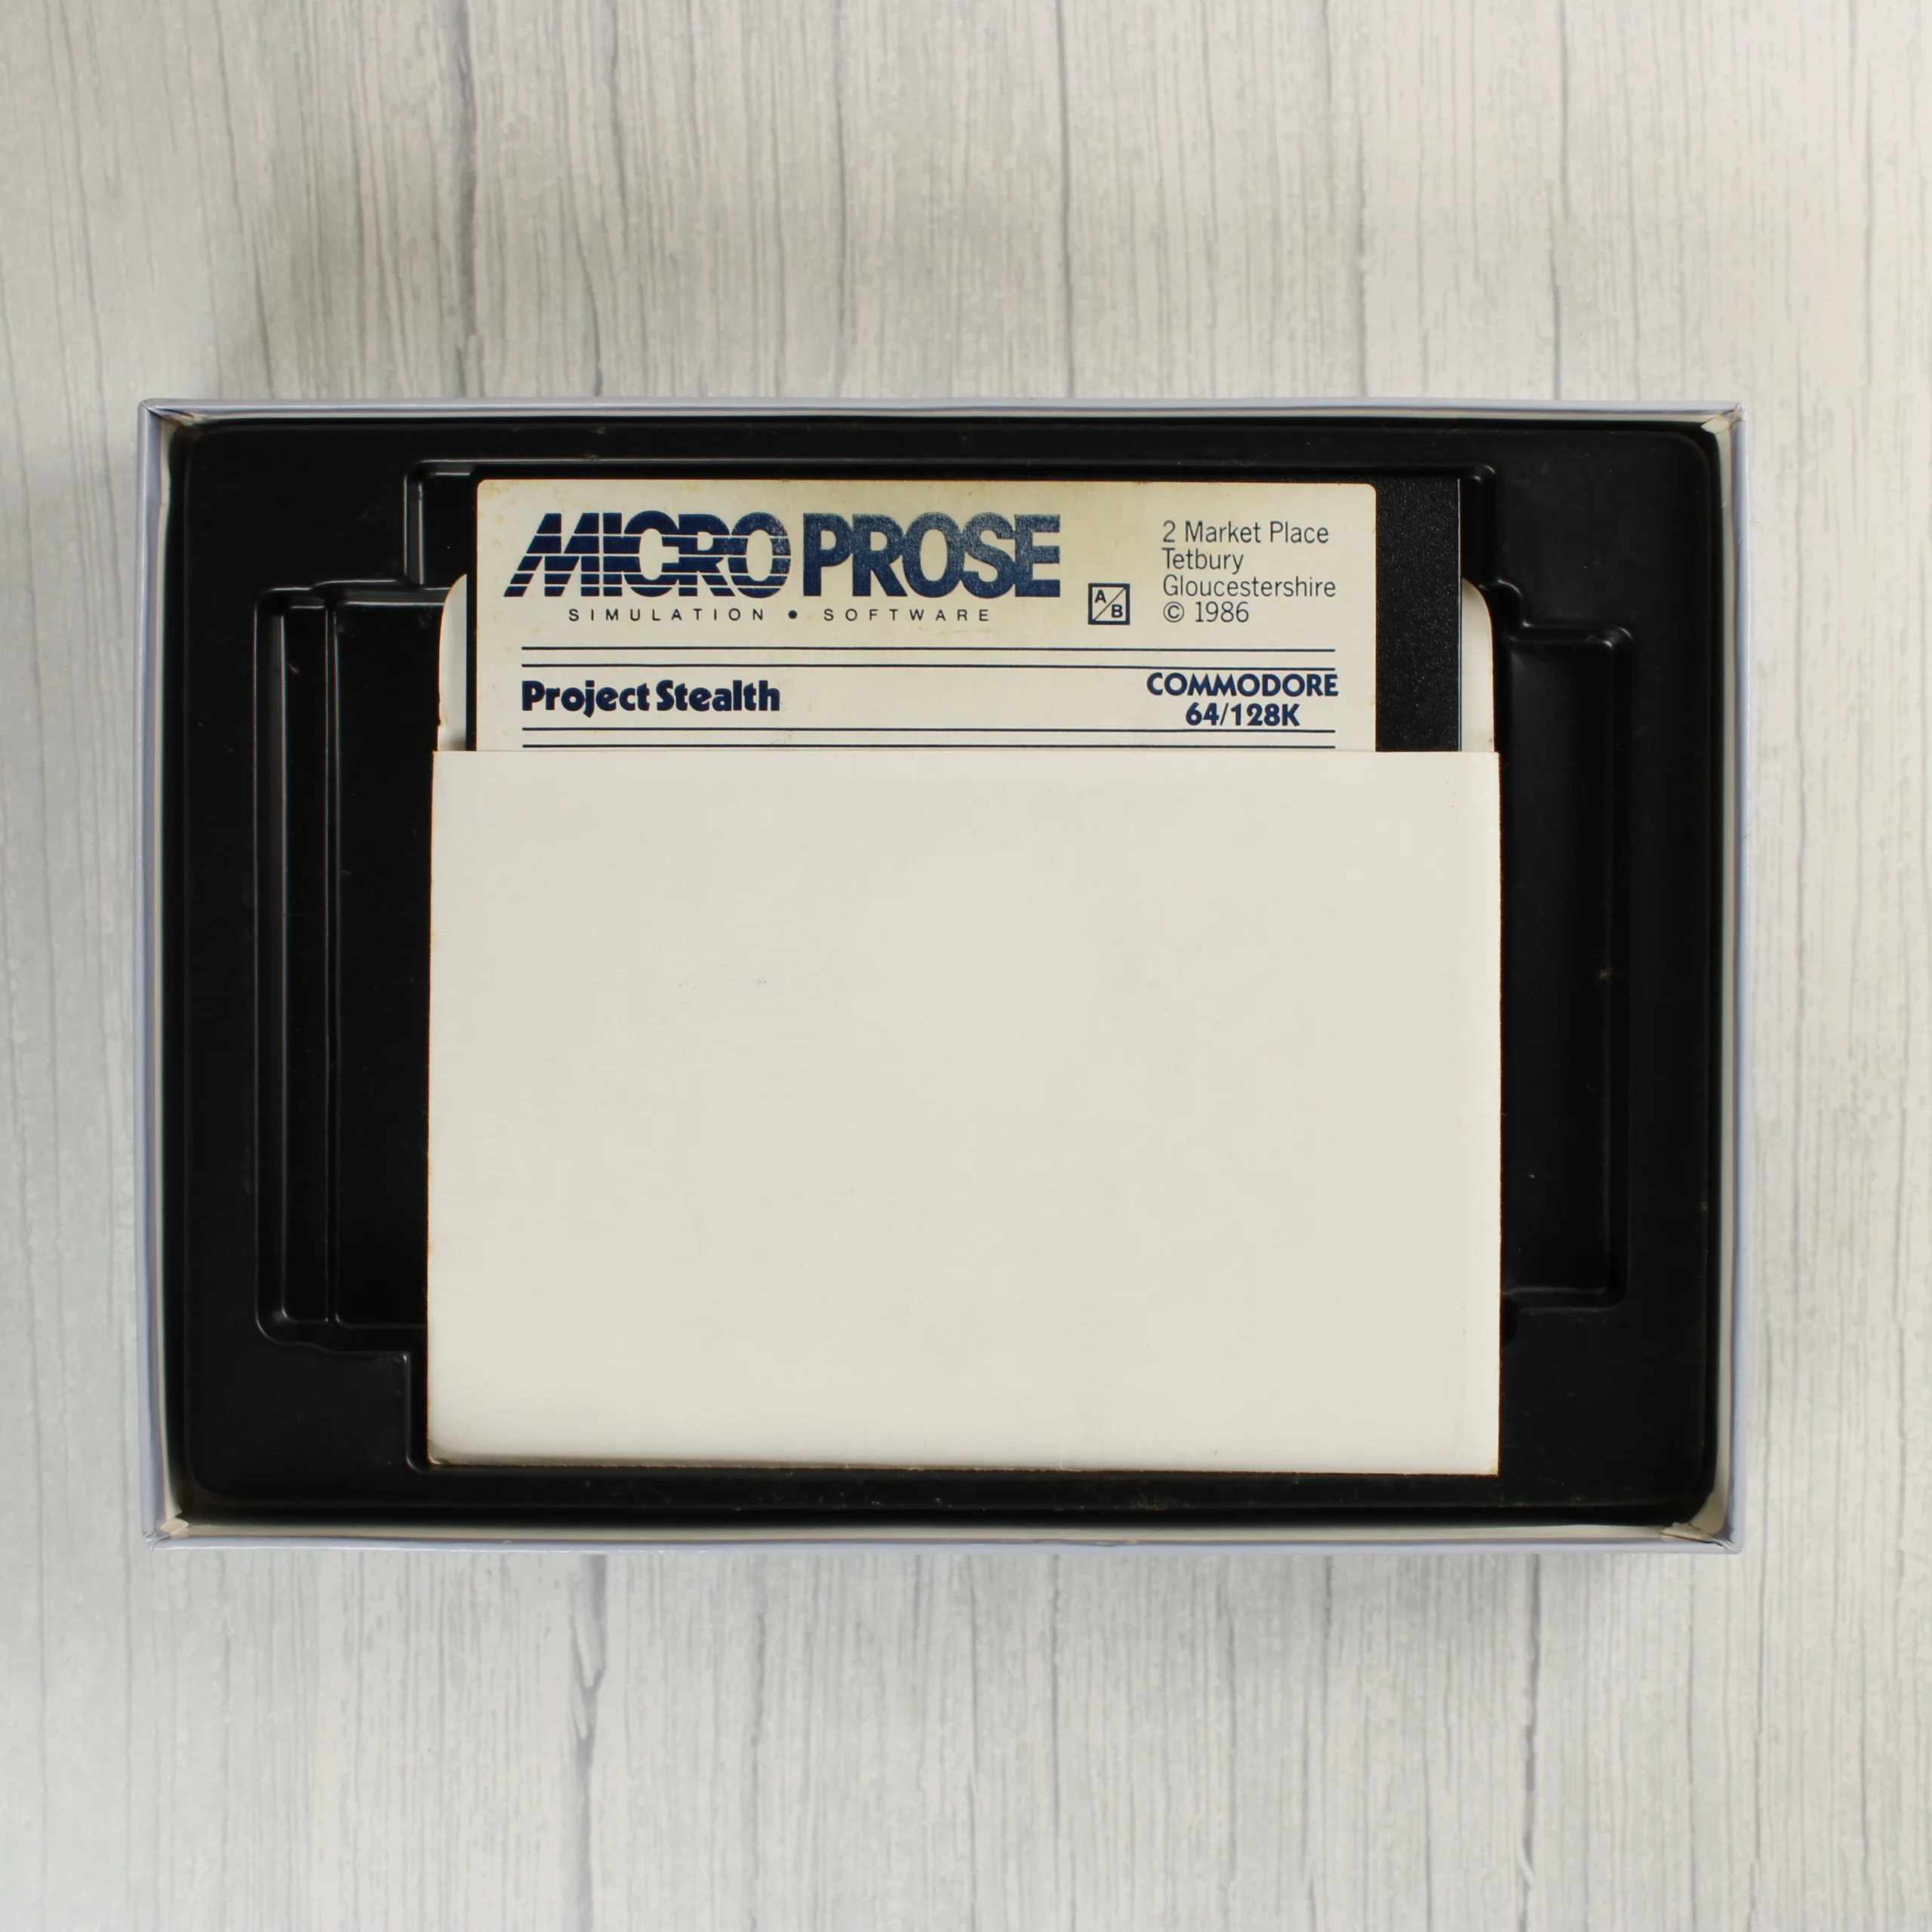 MICRO PROSE
SIMULATION • SOFTWARE
A/B
2 Market Place
Tetbury
Gloucestershire
© 1986
Project Stealth
COMMODORE
64/128K